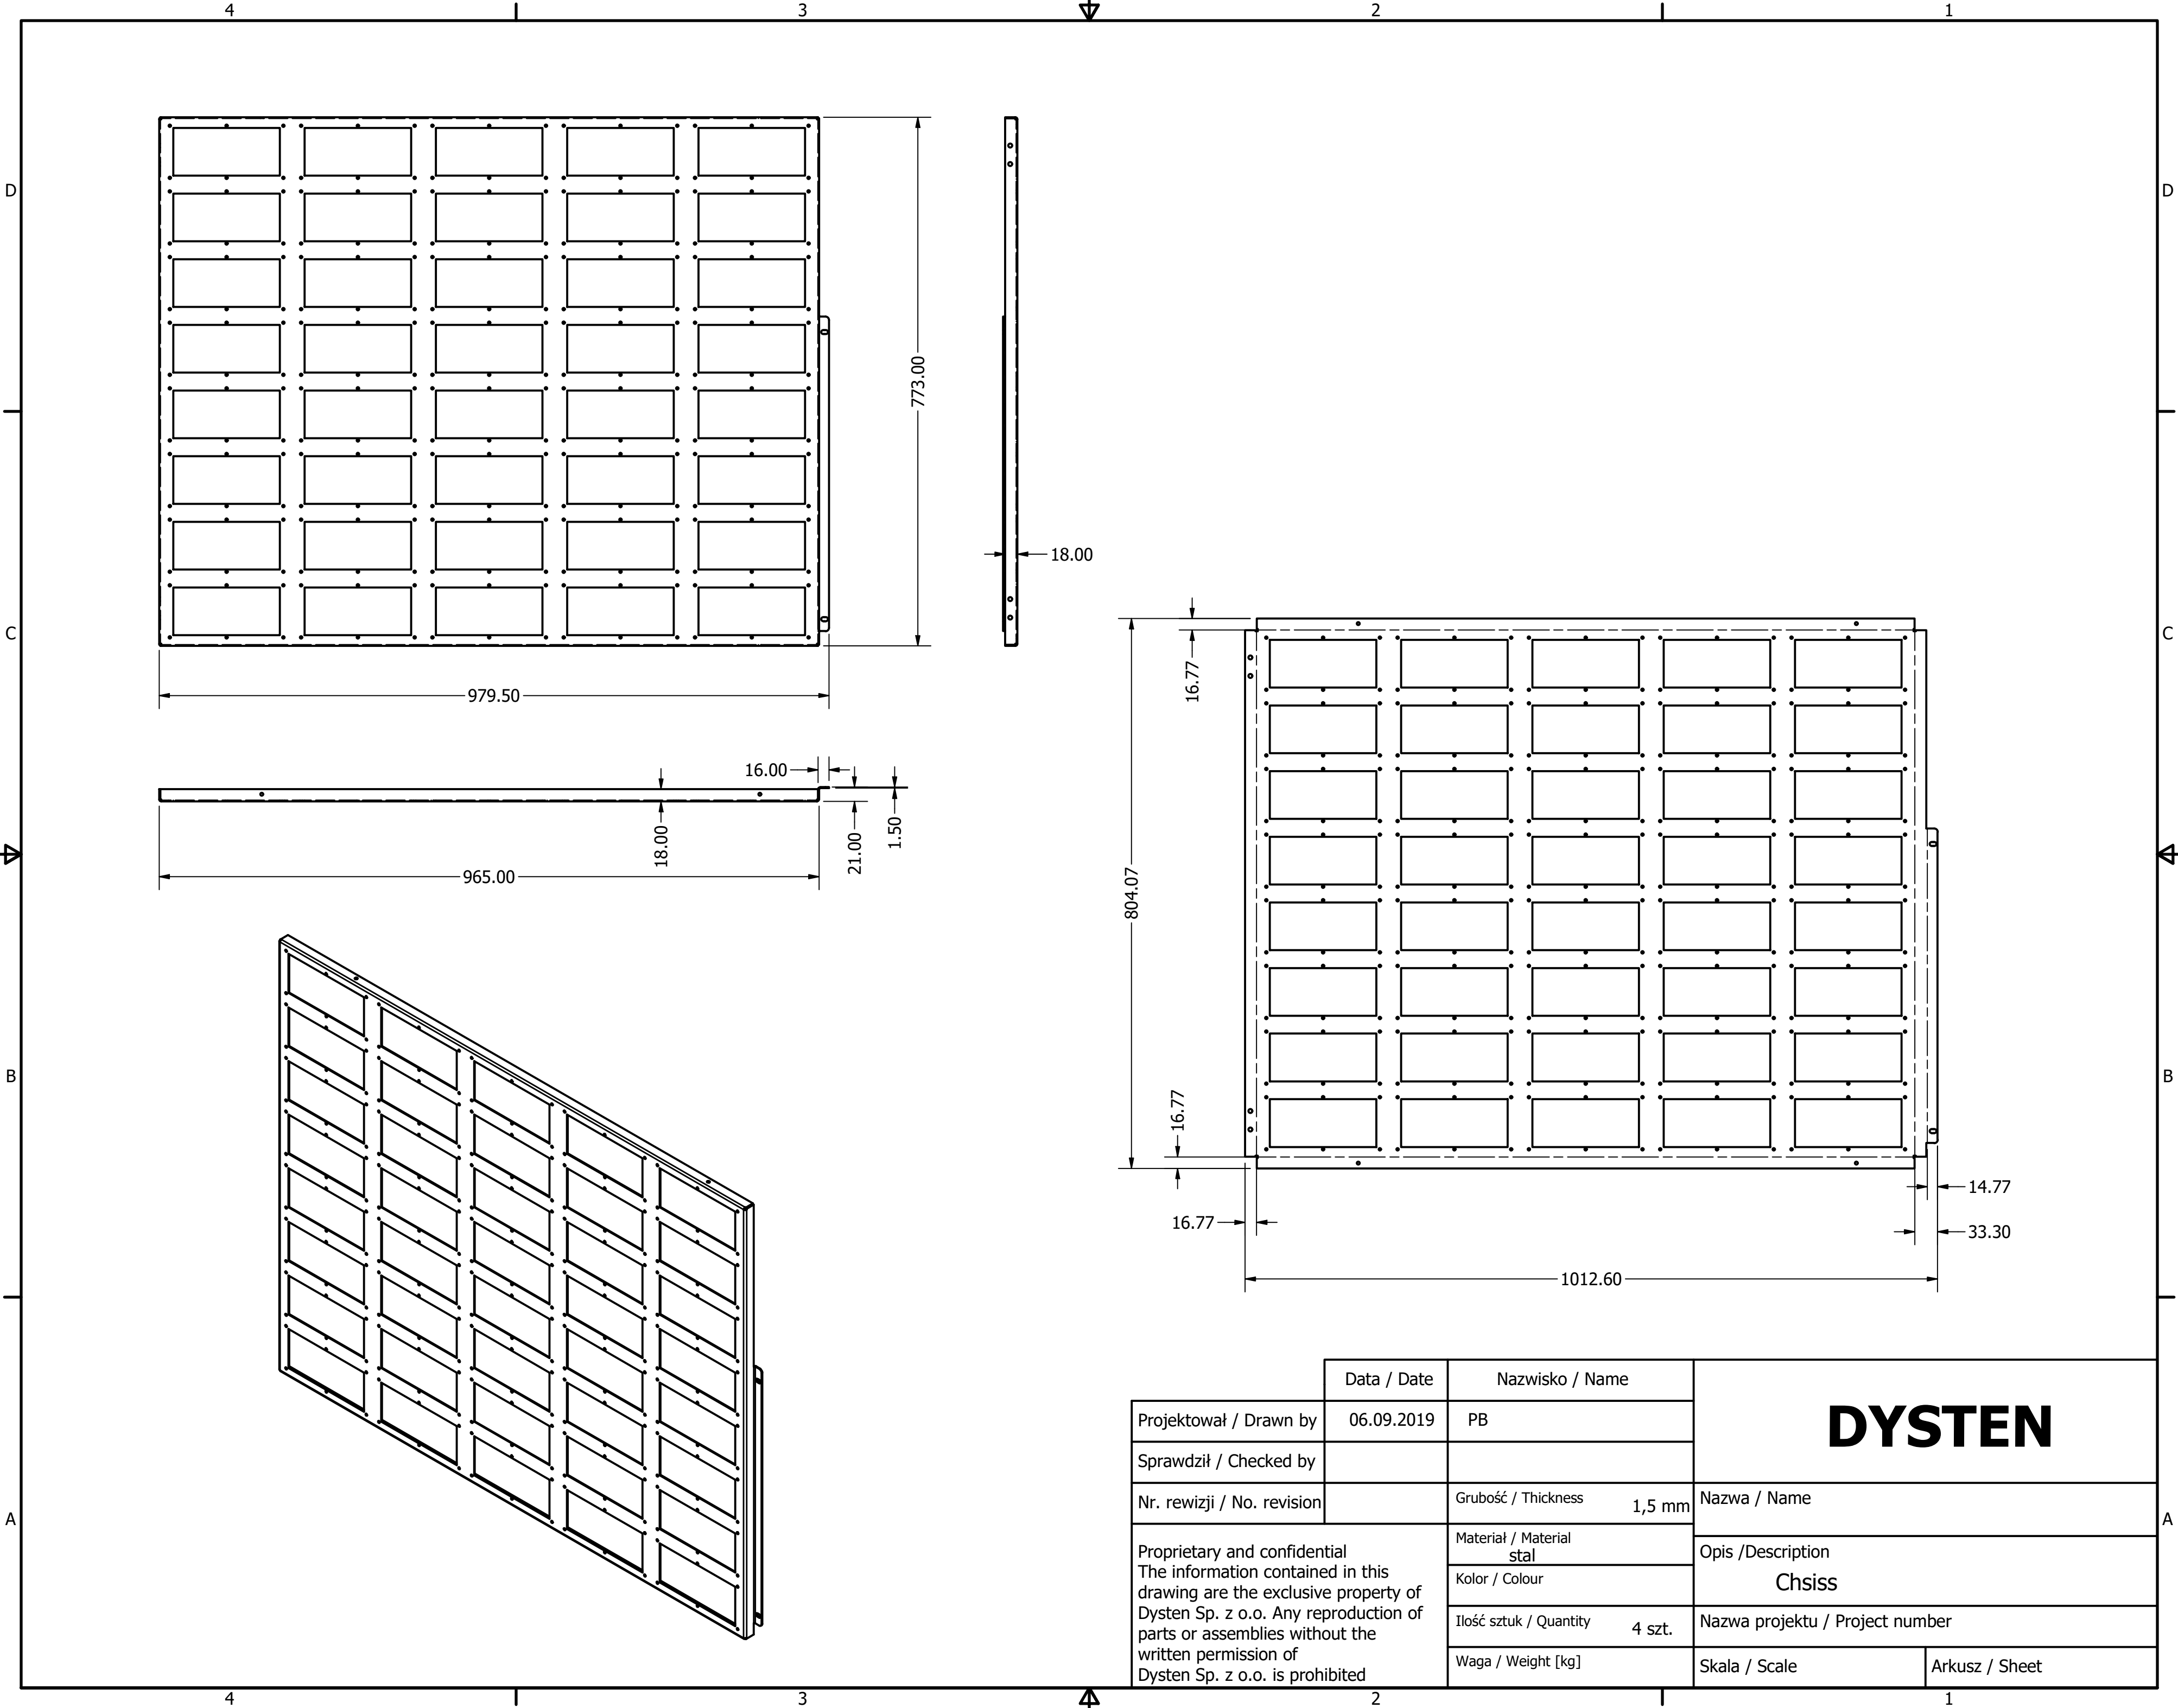 4
3
2
1
D
D
773.00
18.00
C
C
979.50
16.77
16.00
18.00
21.00
1.50
804.07
965.00
B
B
16.77
14.77
16.77
33.30
1012.60
Data / Date
Nazwisko / Name
Projektował / Drawn by
06.09.2019
PB
DYSTEN
Sprawdził / Checked by
Nr. rewizji / No. revision
Grubość / Thickness
1,5 mm
Nazwa / Name
A
A
Materiał / Material
stal
Opis /Description
Chsiss
Kolor / Colour
Proprietary and confidential
The information contained in this
drawing are the exclusive property of
Dysten Sp. z o.o. Any reproduction of
parts or assemblies without the
written permission of
Dysten Sp. z o.o. is prohibited
Ilość sztuk / Quantity
4 szt.
Nazwa projektu / Project number
Waga / Weight [kg]
Skala / Scale
Arkusz / Sheet
4
3
2
1